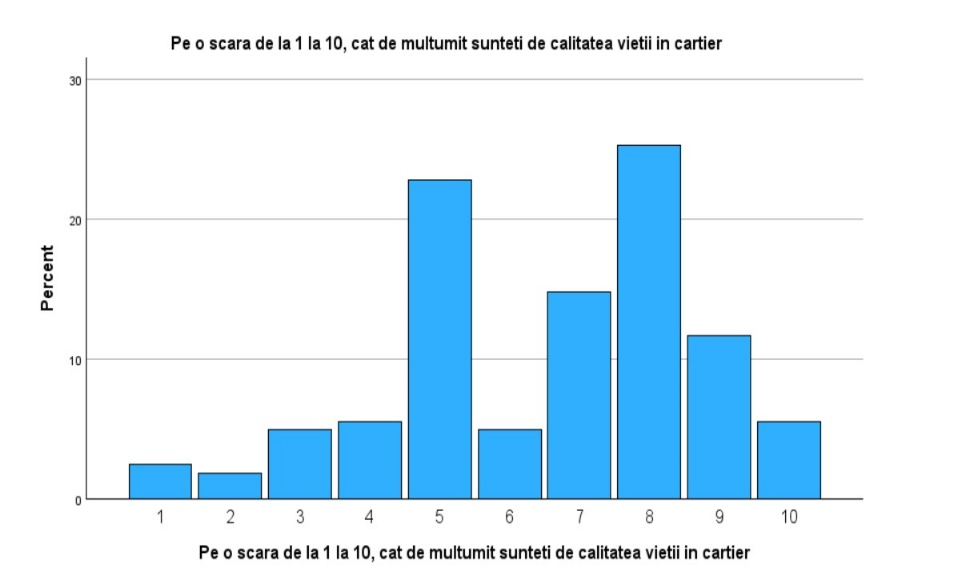 Pe o scara de la 1 la 10, cat de multumit sunteti de calitatea vietii in cartier
30
20
10
0
Percent
1 2 3 4 5 6 7 8 9 10
Pe o scara de la 1 la 10, cat de multumit sunteti de calitatea vietii in cartier